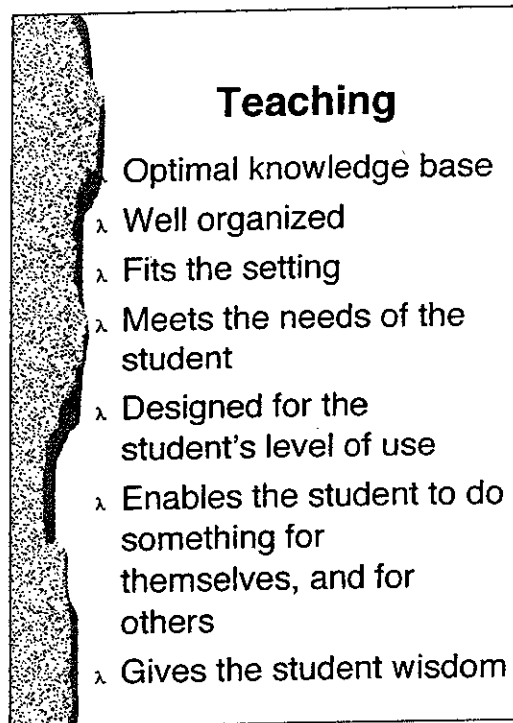 Teaching
λ Optimal knowledge base
λ Well organized
λ Fits the setting
λ Meets the needs of the
student
λ Designed for the
student's level of use
λ Enables the student to do
something for
themselves, and for
others
λ Gives the student wisdom